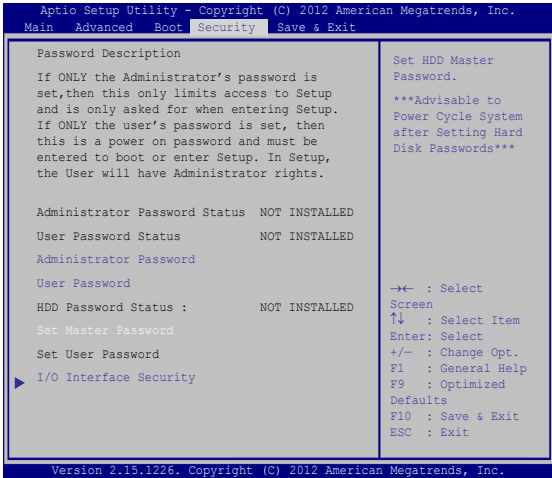 Aptio Setup Utility - Copyright (C) 2012 American Megatrends, Inc.
Main Advanced Boot Security Save & Exit
Password Description
If ONLY the Administrator's password is
set,then this only limits access to Setup
and is only asked for when entering Setup.
If ONLY the user's password is set, then
this is a power on password and must be
entered to boot or enter Setup. In Setup,
the User will have Administrator rights.
Administrator Password Status NOT INSTALLED
User Password Status NOT INSTALLED
Administrator Password
User Password
HDD Password Status : NOT INSTALLED
Set Master Password
Set User Password
I/O Interface Security
Set HDD Master
Password.
***Advisable to
Power Cycle System
after Setting Hard
Disk Passwords***
→← : Select
Screen
↑↓ : Select Item
Enter: Select
+/− : Change Opt.
F1 : General Help
F9 : Optimized
Defaults
F10 : Save & Exit
ESC : Exit
Version 2.15.1226. Copyright (C) 2012 American Megatrends, Inc.